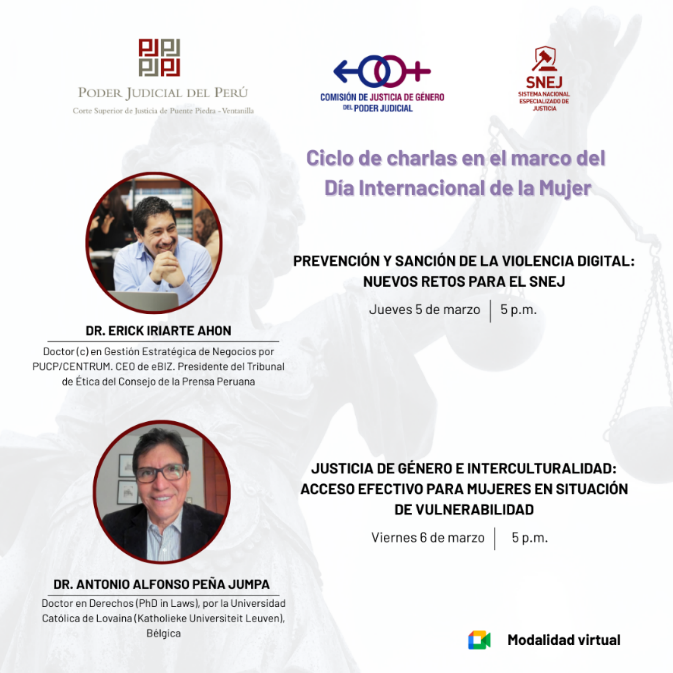 PODER JUDICIAL DEL PERÚ
Corte Superior de Justicia de Puente Piedra - Ventanilla
COMISIÓN DE JUSTICIA DE GÉNERO
DEL PODER JUDICIAL
SNEJ
SISTEMA NACIONAL
ESPECIALIZADO DE
JUSTICIA
Ciclo de charlas en el marco del
Día Internacional de la Mujer
PREVENCIÓN Y SANCIÓN DE LA VIOLENCIA DIGITAL:
NUEVOS RETOS PARA EL SNEJ
Jueves 5 de marzo | 5 p.m.
DR. ERICK IRIARTE AHON
Doctor (c) en Gestión Estratégica de Negocios por
PUCP/CENTRUM. CEO de eBIZ. Presidente del Tribunal
de Ética del Consejo de la Prensa Peruana
JUSTICIA DE GÉNERO E INTERCULTURALIDAD:
ACCESO EFECTIVO PARA MUJERES EN SITUACIÓN
DE VULNERABILIDAD
Viernes 6 de marzo | 5 p.m.
DR. ANTONIO ALFONSO PEÑA JUMPA
Doctor en Derechos (PhD in Laws), por la Universidad
Católica de Lovaina (Katholieke Universiteit Leuven),
Bélgica
Modalidad virtual